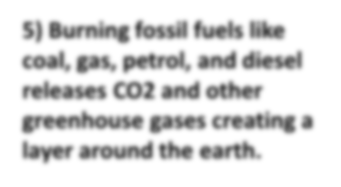 5) Burning fossil fuels like
coal, gas, petrol, and diesel
releases CO2 and other
greenhouse gases creating a
layer around the earth.